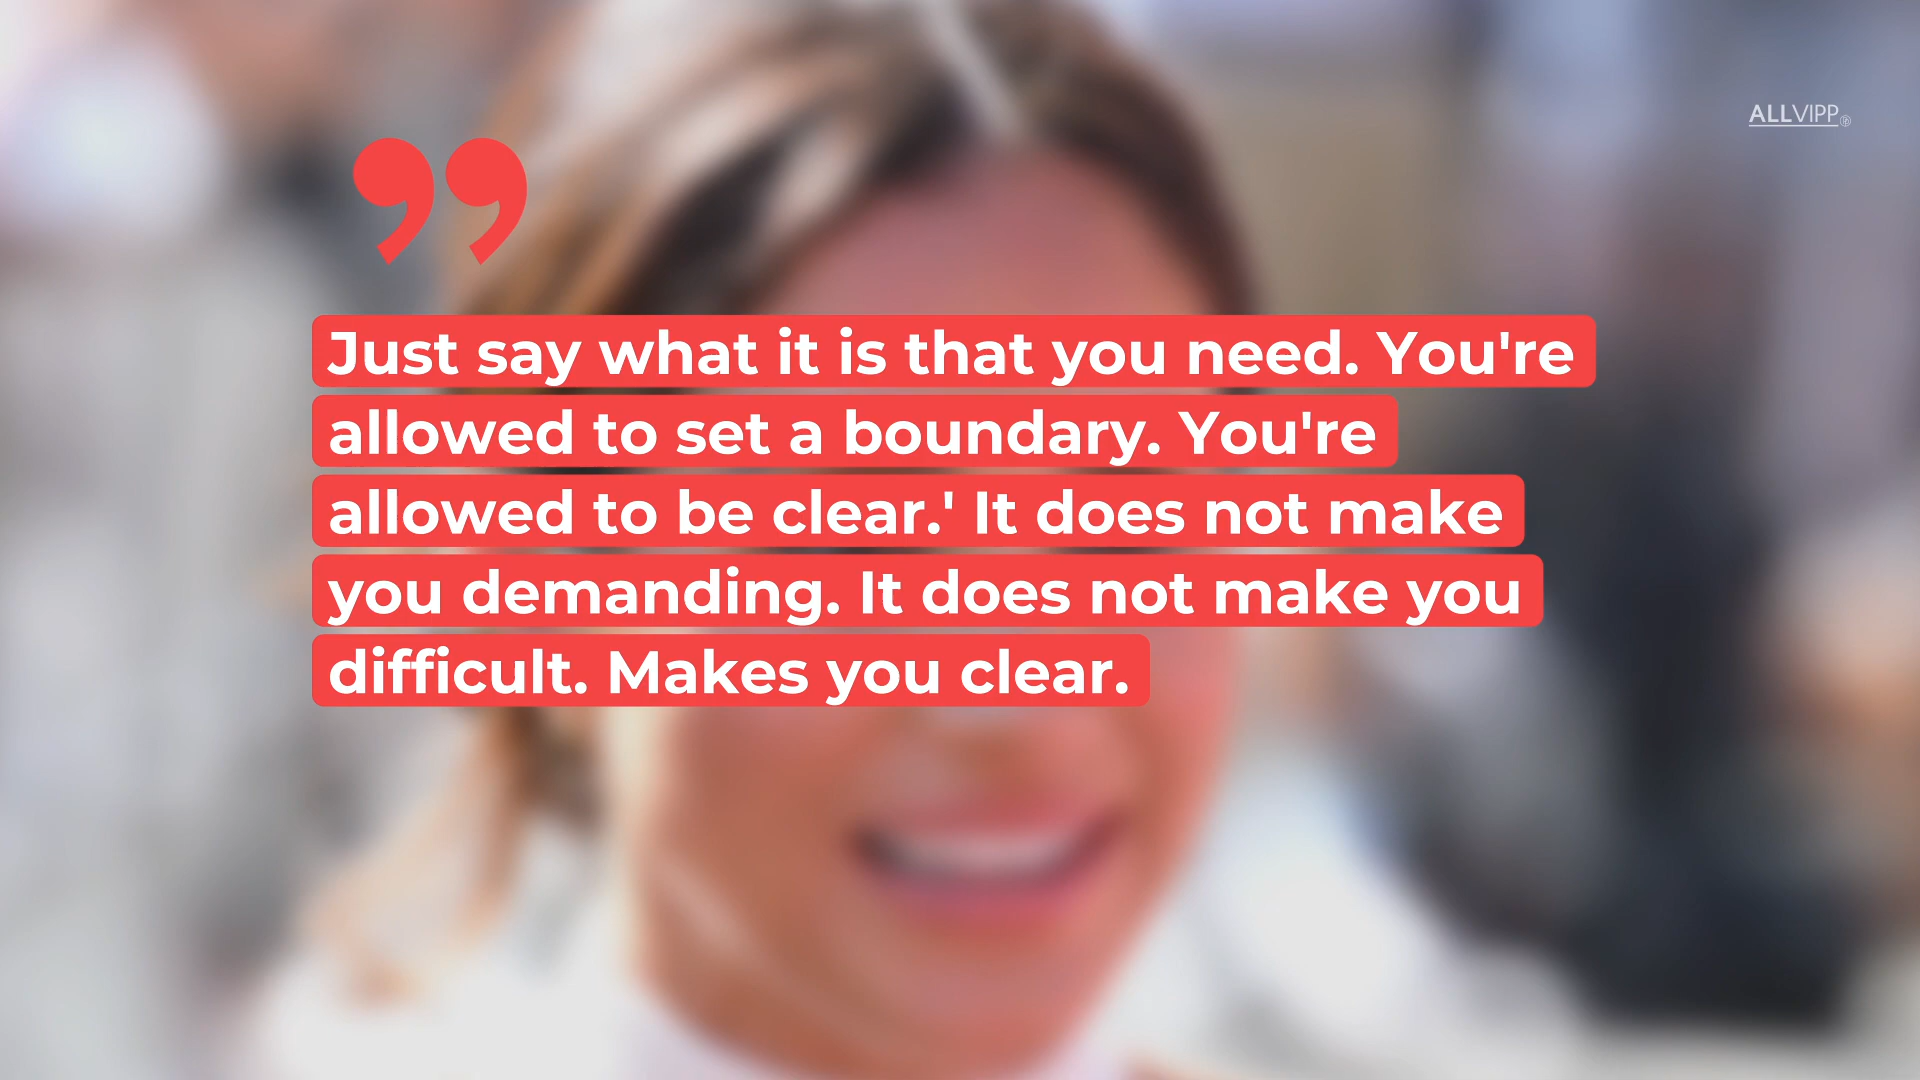 ALLVIPP
Just say what it is that you need. You're
allowed to set a boundary. You're
allowed to be clear.' It does not make
you demanding. It does not make you
difficult. Makes you clear.